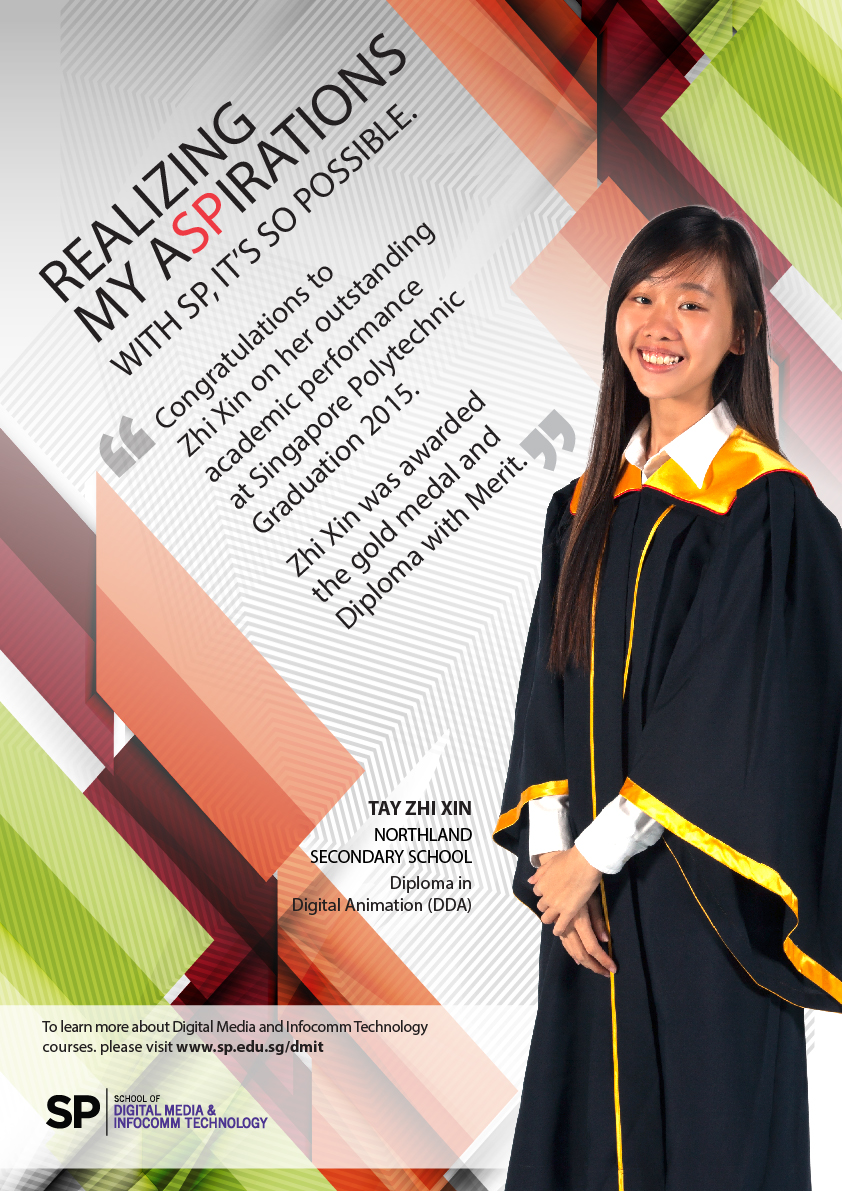 REALIZING
MY ASPIRATIONS
WITH SP, IT'S SO POSSIBLE.
“
Congratulations to
Zhi Xin on her outstanding
academic performance
at Singapore Polytechnic
Graduation 2015.
Zhi Xin was awarded
the gold medal and
Diploma with Merit.
”
TAY ZHI XIN
NORTHLAND
SECONDARY SCHOOL
Diploma in
Digital Animation (DDA)
To learn more about Digital Media and Infocomm Technology
courses. please visit www.sp.edu.sg/dmit
SP
SCHOOL OF
DIGITAL MEDIA &
INFOCOMM TECHNOLOGY